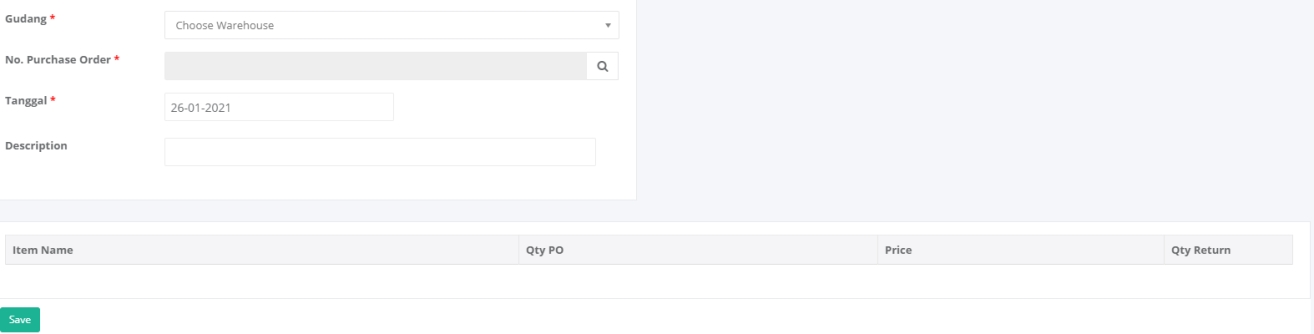 Gudang *
Choose Warehouse
No. Purchase Order *
Tanggal *
26-01-2021
Description
Item Name Qty PO Price Qty Return
Save